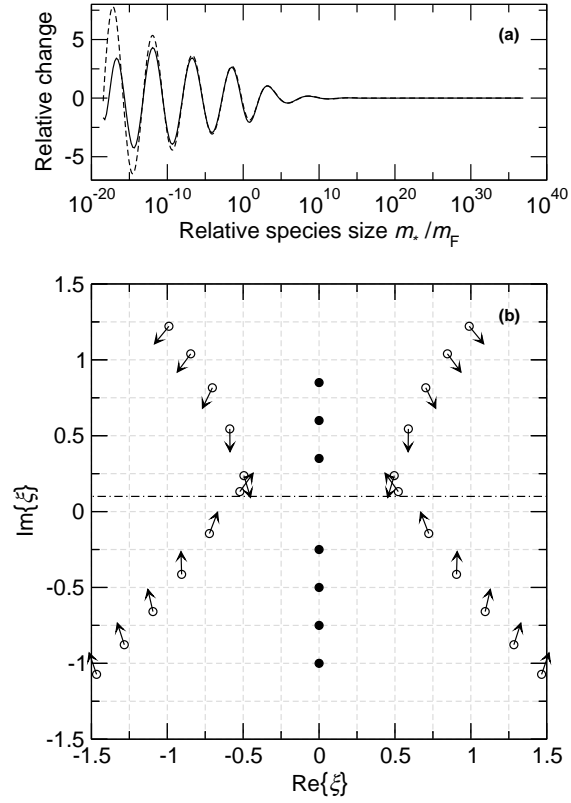 (a)
Relative change
5
0
-5
10^-20 10^-10 10^0 10^10 10^20 10^30 10^40
Relative species size m_* /m_F
(b)
Im{ξ}
1.5
1
0.5
0
-0.5
-1
-1.5
-1.5 -1 -0.5 0 0.5 1 1.5
Re{ξ}